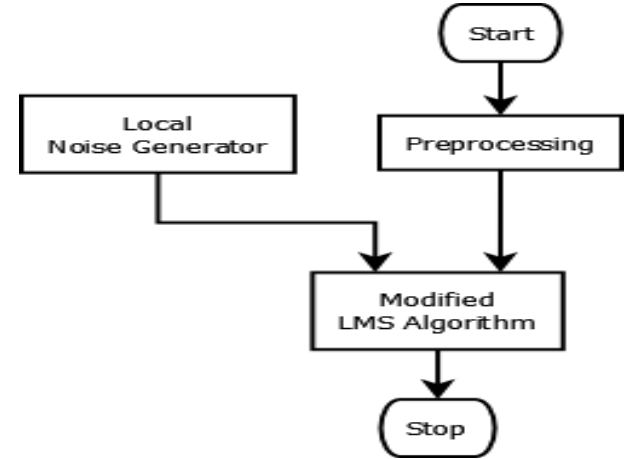 Start
Local
Noise Generator
Preprocessing
Modified
LMS Algorithm
Stop